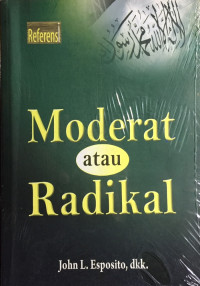 Referensi
Moderat
atau
Radikal
John L. Esposito, dkk.